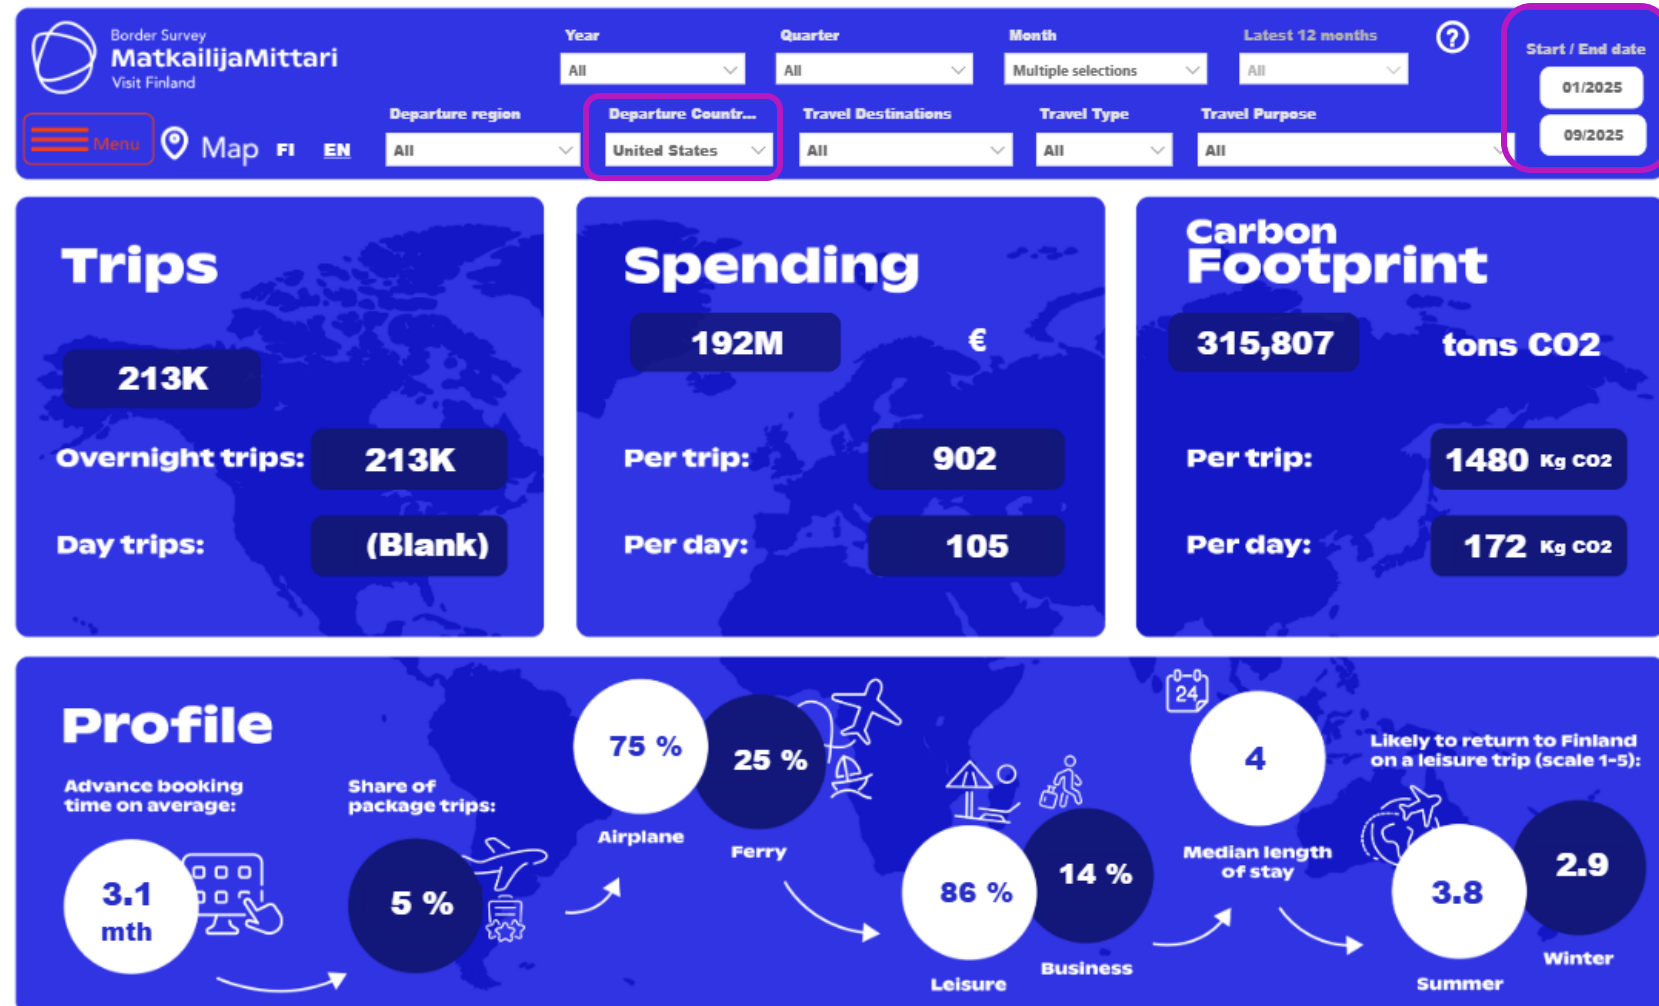 Border Survey
MatkailijaMittari
Visit Finland
Year
All
Quarter
All
Month
Multiple selections
Latest 12 months
All
?
Start / End date
01/2025
09/2025
Menu
Map FI EN
Departure region
All
Departure Countr...
United States
Travel Destinations
All
Travel Type
All
Travel Purpose
All
Trips
213K
Overnight trips: 213K
Day trips: (Blank)
Spending
192M €
Per trip: 902
Per day: 105
Carbon
Footprint
315,807 tons CO2
Per trip: 1480 Kg CO2
Per day: 172 Kg CO2
Profile
Advance booking
time on average:
3.1
mth
Share of
package trips:
5 %
75 %
Airplane
25 %
Ferry
86 %
Leisure
14 %
Business
24
4
Median length
of stay
Likely to return to Finland
on a leisure trip (scale 1-5):
3.8
Summer
2.9
Winter